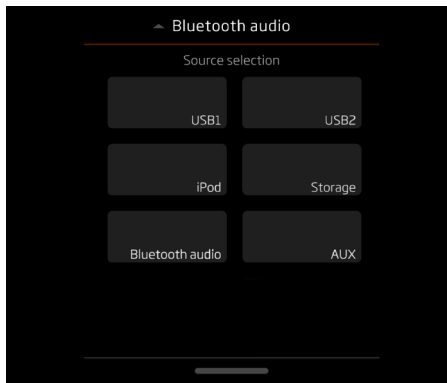 Bluetooth audio
Source selection
USB1 USB2
iPod Storage
Bluetooth audio AUX